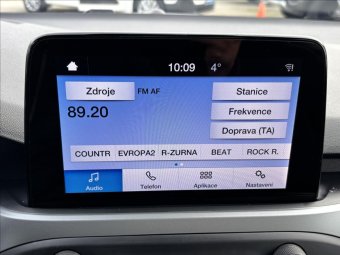 10:09 4°
Zdroje FM AF Stanice
89.20 Frekvence
Doprava (TA)
COUNTR EVROPA2 R-ZURNA BEAT ROCK R.
Audio Telefon Aplikace Nastavení